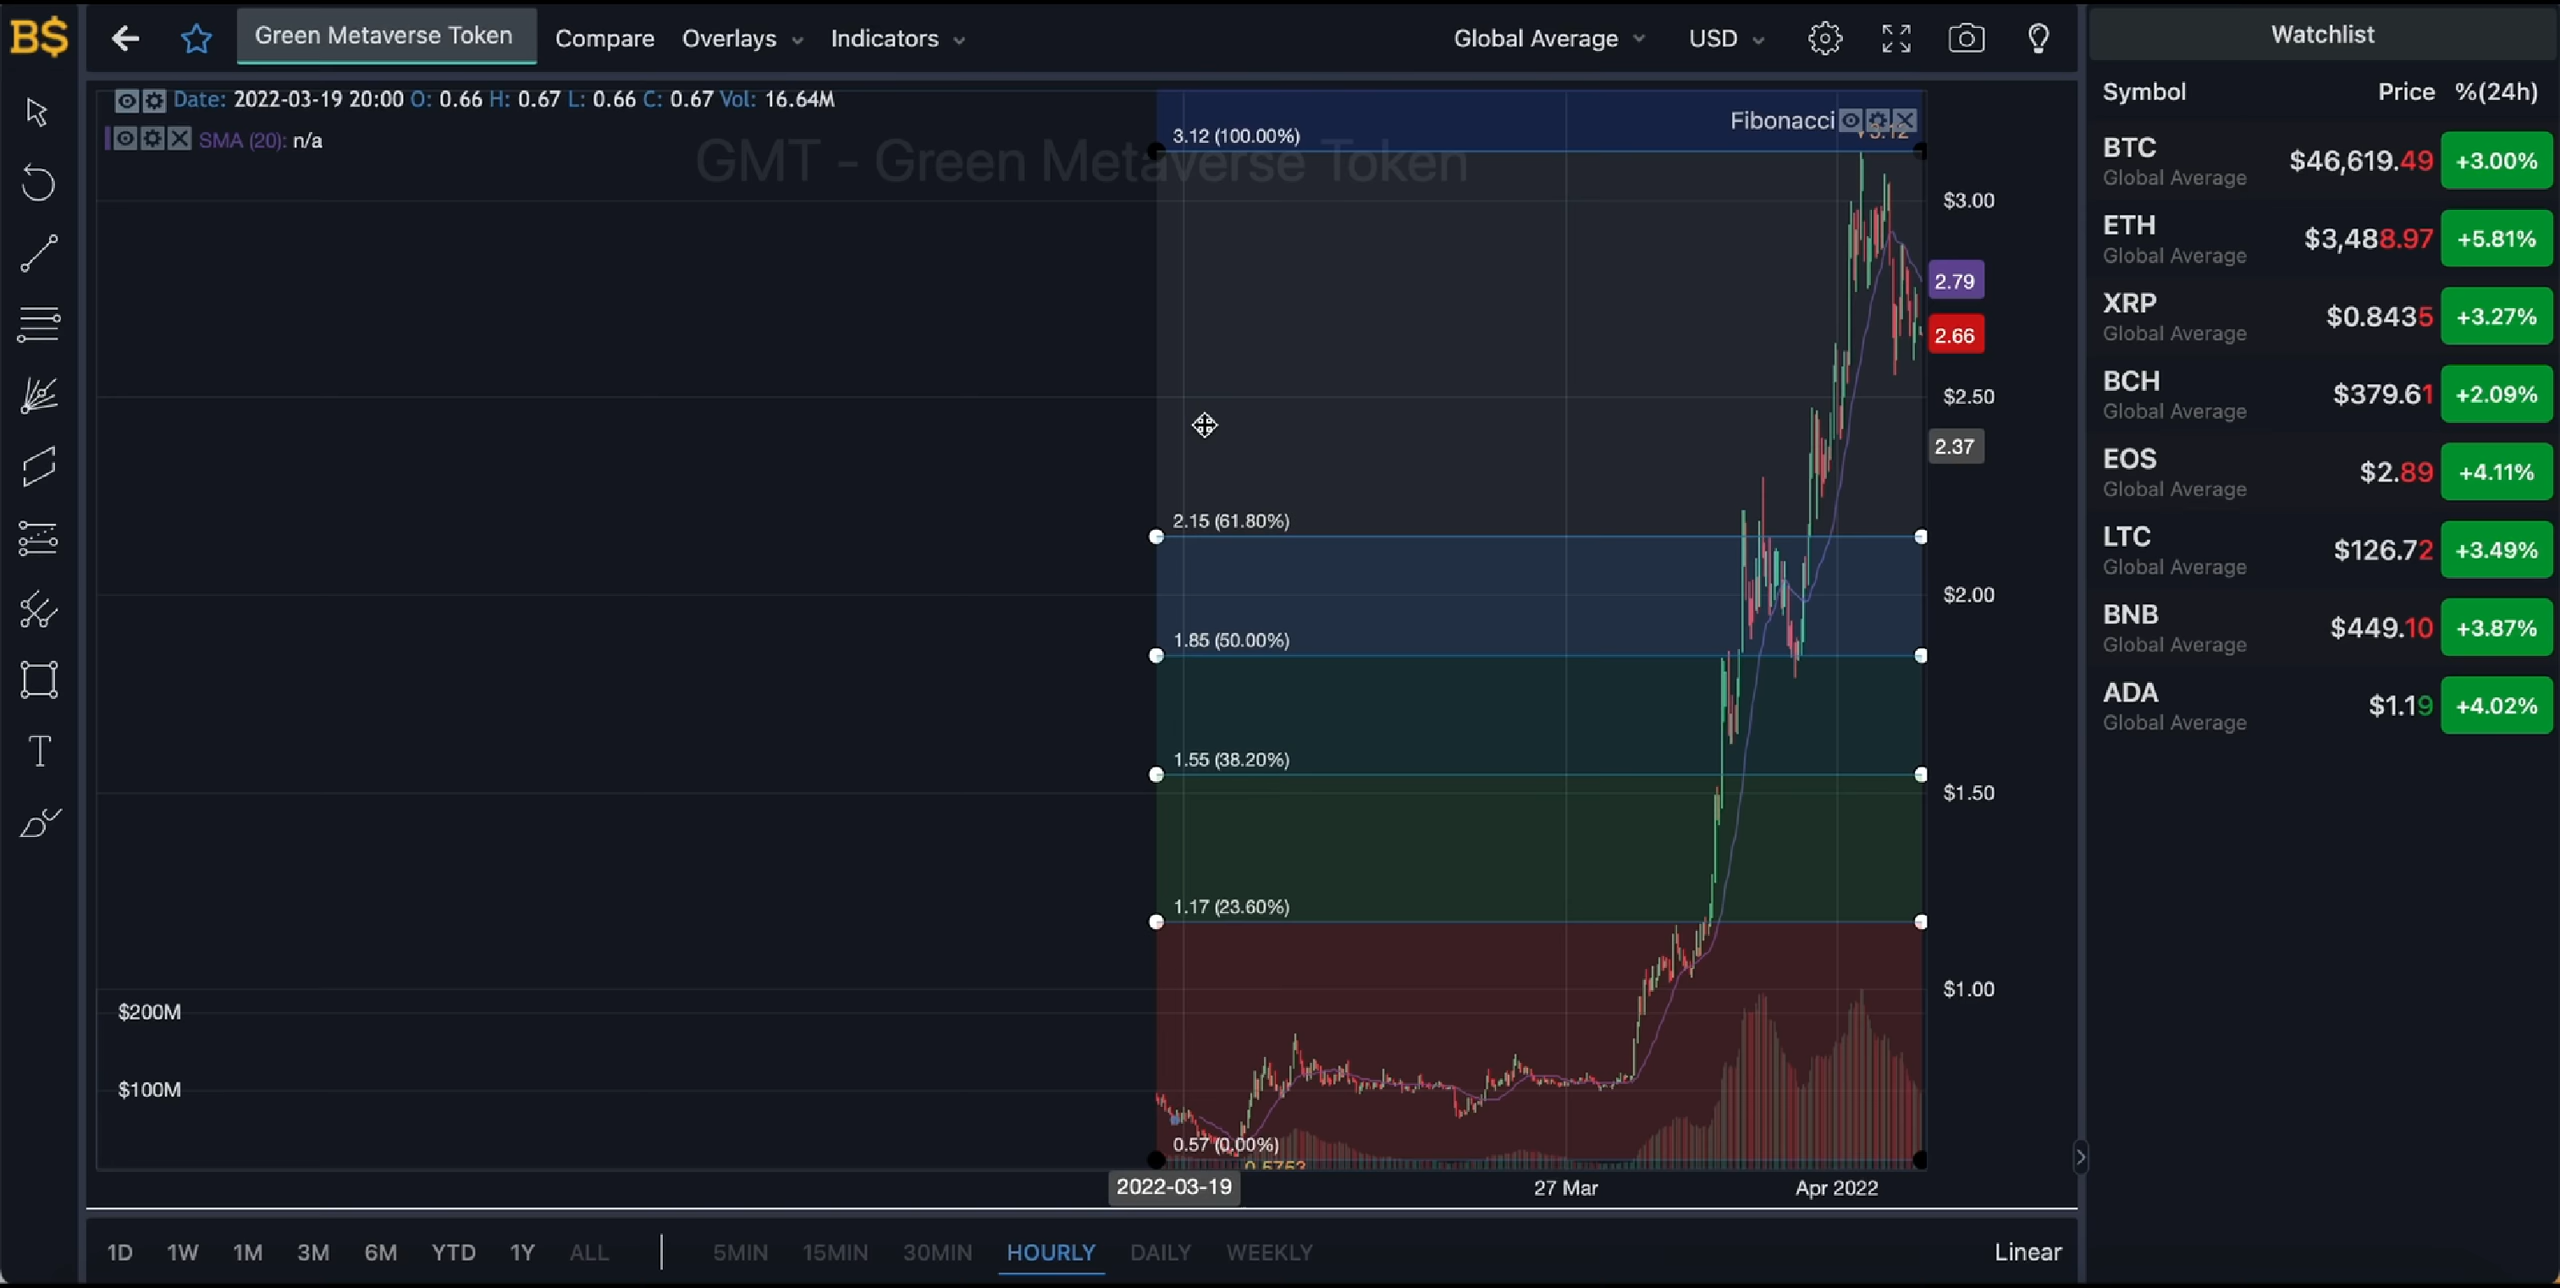 B$
Green Metaverse Token Compare Overlays Indicators Global Average USD Watchlist
Date: 2022-03-19 20:00 O: 0.66 H: 0.67 L: 0.66 C: 0.67 Vol: 16.64M
SMA (20): n/a
GMT - Green Metaverse Token
Fibonacci
3.12
3.12 (100.00%)
2.15 (61.80%)
1.85 (50.00%)
1.55 (38.20%)
1.17 (23.60%)
0.57 (0.00%)
0.5753
$3.00
2.79
2.66
$2.50
2.37
$2.00
$1.50
$1.00
$200M
$100M
2022-03-19 27 Mar Apr 2022
1D 1W 1M 3M 6M YTD 1Y ALL 5MIN 15MIN 30MIN HOURLY DAILY WEEKLY Linear
Symbol Price %(24h)
BTC $46,619.49 +3.00%
Global Average
ETH $3,488.97 +5.81%
Global Average
XRP $0.8435 +3.27%
Global Average
BCH $379.61 +2.09%
Global Average
EOS $2.89 +4.11%
Global Average
LTC $126.72 +3.49%
Global Average
BNB $449.10 +3.87%
Global Average
ADA $1.19 +4.02%
Global Average
T